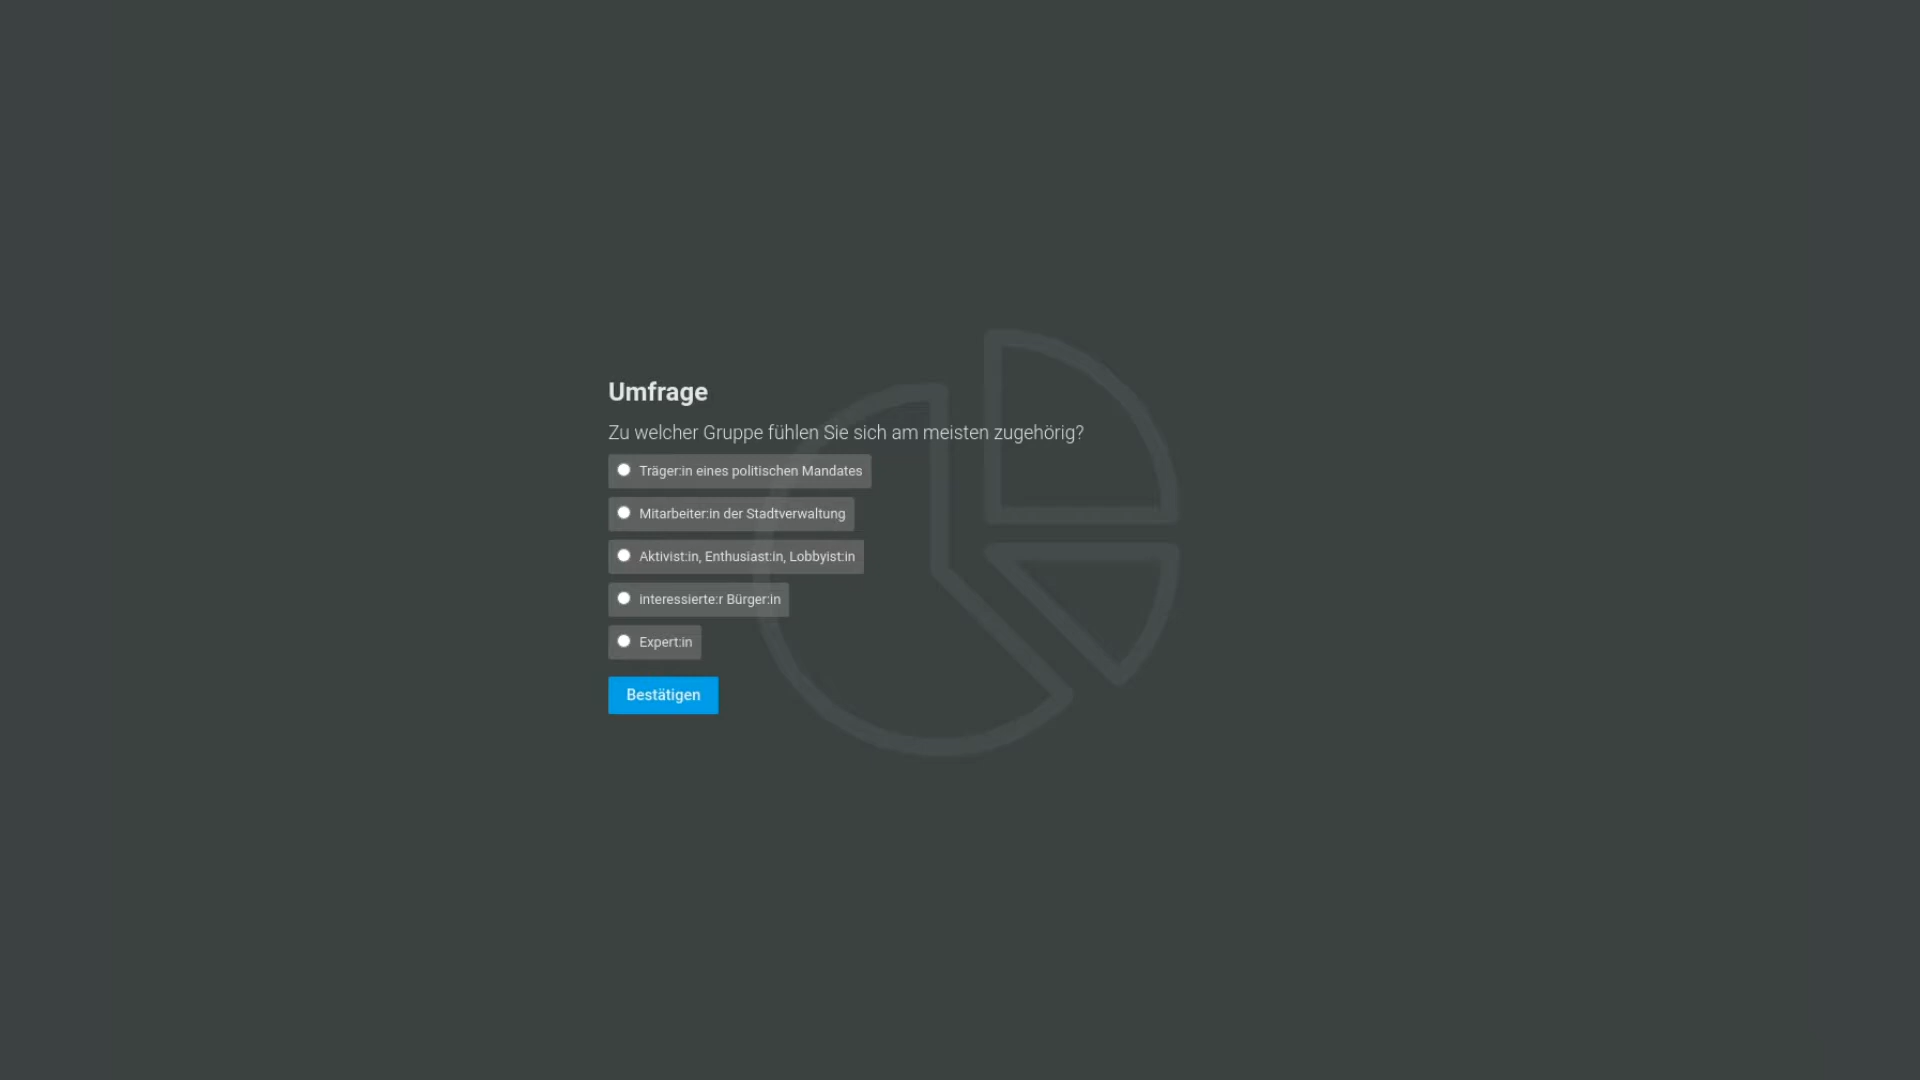 Umfrage
Zu welcher Gruppe fühlen Sie sich am meisten zugehörig?
Träger:in eines politischen Mandates
Mitarbeiter:in der Stadtverwaltung
Aktivist:in, Enthusiast:in, Lobbyist:in
interessierte:r Bürger:in
Expert:in
Bestätigen